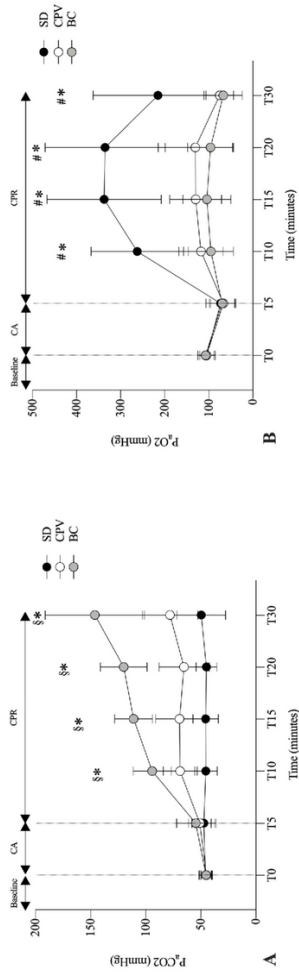 Baseline CA CPR
SD
CPV
BC
200
150
100
50
0
PaCO2 (mmHg)
§*
§*
§*
§*
T0 T5 T10 T15 T20 T30
Time (minutes)
A
Baseline CA CPR
SD
CPV
BC
500
400
300
200
100
0
PaO2 (mmHg)
#*
#*
#*
#*
T0 T5 T10 T15 T20 T30
Time (minutes)
B